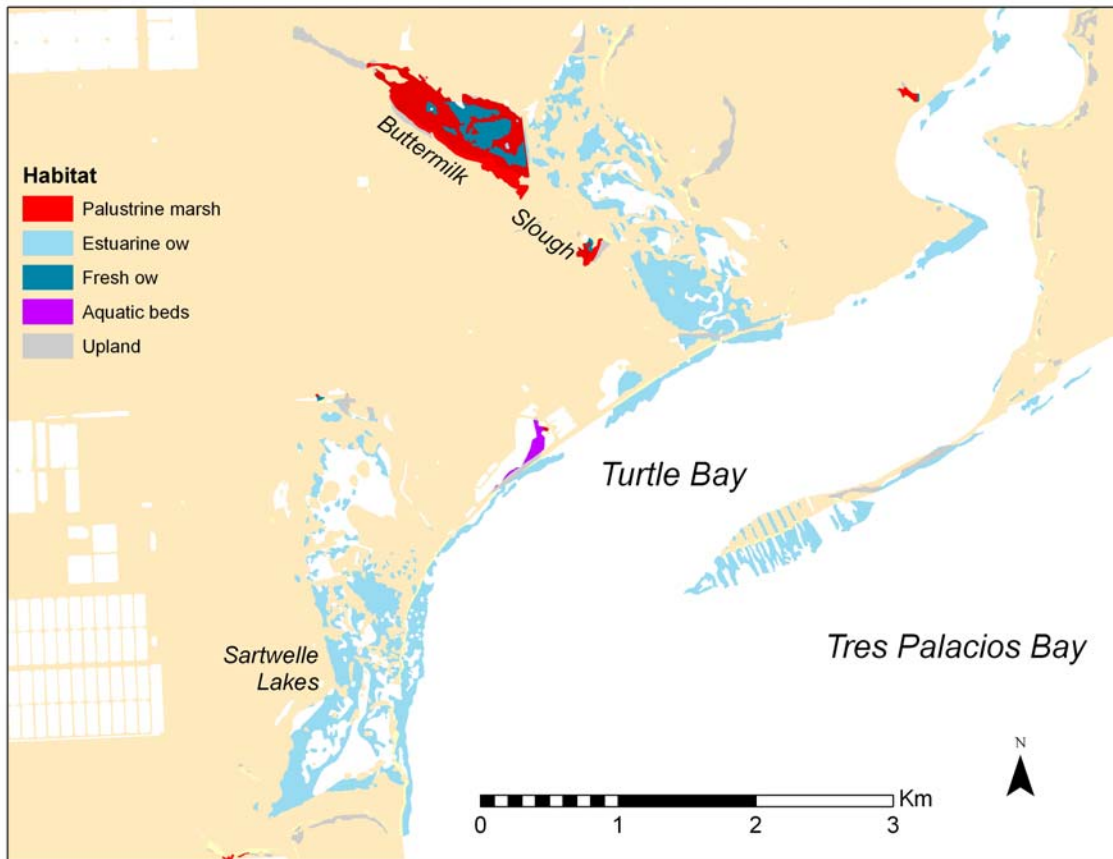 Buttermilk
Slough
Habitat
Palustrine marsh
Estuarine ow
Fresh ow
Aquatic beds
Upland
Turtle Bay
Sartwelle
Lakes
Tres Palacios Bay
N
Km
0 1 2 3